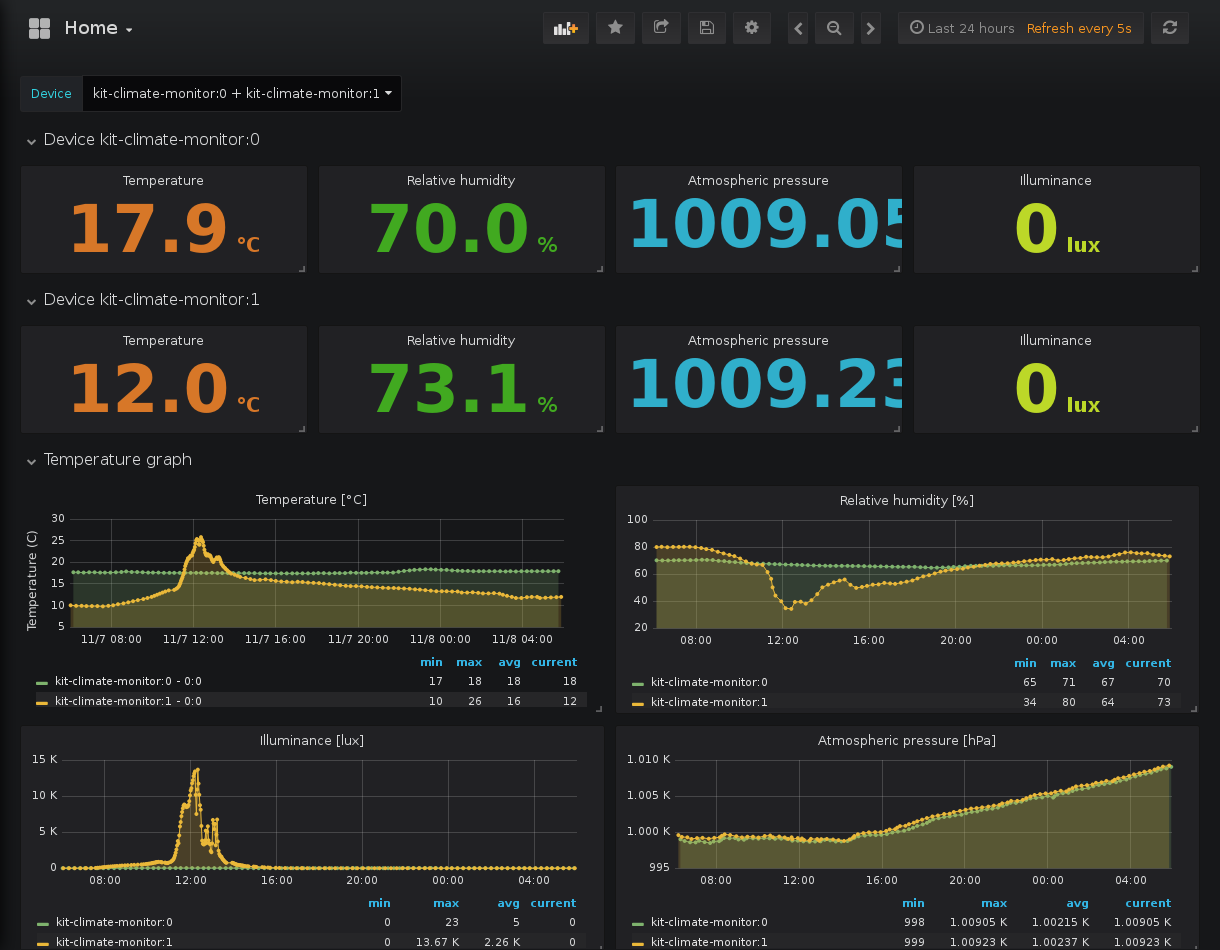 Home
Last 24 hours Refresh every 5s
Device kit-climate-monitor:0 + kit-climate-monitor:1
Device kit-climate-monitor:0
Temperature Relative humidity Atmospheric pressure Illuminance
17.9 °C 70.0 % 1009.05 0 lux
Device kit-climate-monitor:1
Temperature Relative humidity Atmospheric pressure Illuminance
12.0 °C 73.1 % 1009.23 0 lux
Temperature graph
Temperature [°C]
Temperature (C)
30
25
20
15
10
5
11/7 08:00 11/7 12:00 11/7 16:00 11/7 20:00 11/8 00:00 11/8 04:00
min max avg current
kit-climate-monitor:0 - 0:0 17 18 18 18
kit-climate-monitor:1 - 0:0 10 26 16 12
Relative humidity [%]
100
80
60
40
20
08:00 12:00 16:00 20:00 00:00 04:00
min max avg current
kit-climate-monitor:0 65 71 67 70
kit-climate-monitor:1 34 80 64 73
Illuminance [lux]
15 K
10 K
5 K
0
08:00 12:00 16:00 20:00 00:00 04:00
min max avg current
kit-climate-monitor:0 0 23 5 0
kit-climate-monitor:1 0 13.67 K 2.26 K 0
Atmospheric pressure [hPa]
1.010 K
1.005 K
1.000 K
995
08:00 12:00 16:00 20:00 00:00 04:00
min max avg current
kit-climate-monitor:0 998 1.00905 K 1.00215 K 1.00905 K
kit-climate-monitor:1 999 1.00923 K 1.00237 K 1.00923 K